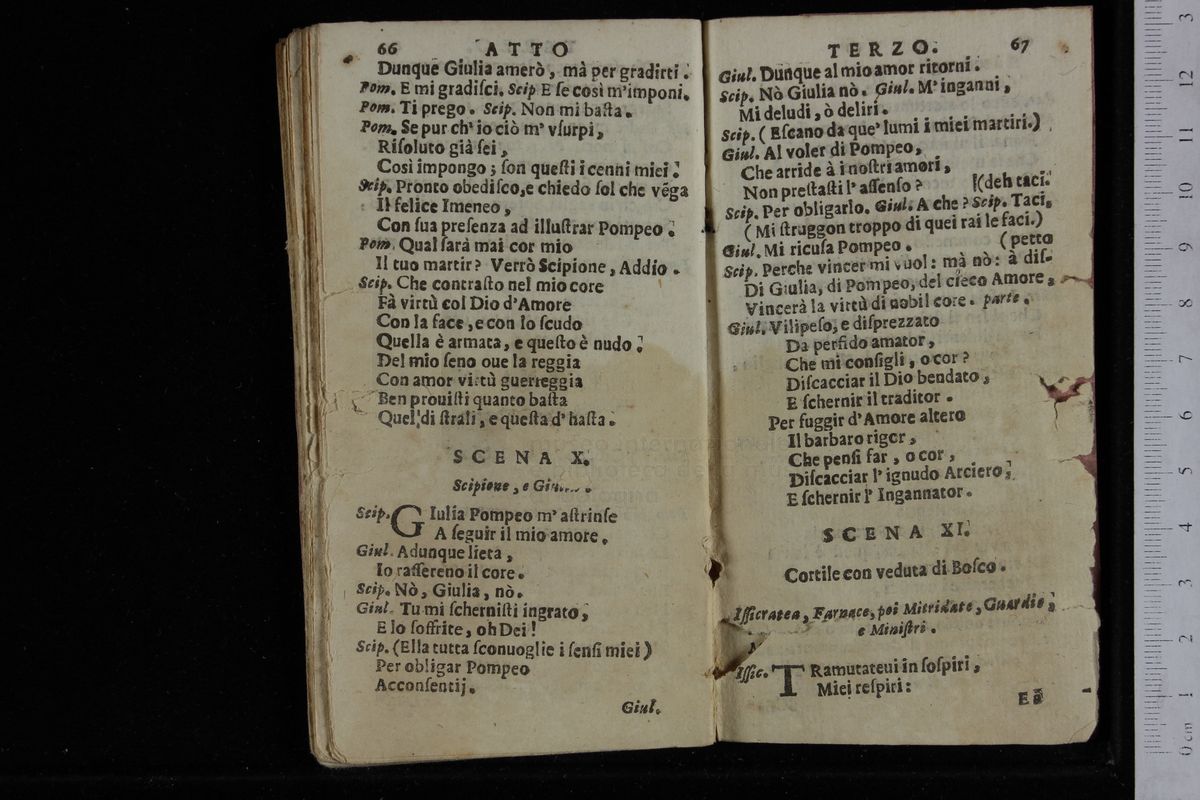 66 ATTO
Dunque Giulia amerò, mà per gradirti.
Pom. E mi gradiſci. Scip E ſe così m'imponi.
Pom. Ti prego. Scip. Non mi baſta.
Pom. Se pur ch'io ciò m'vſurpi,
Riſoluto già ſei,
Così impongo; ſon queſti i cenni miei.
Scip. Pronto obediſco, e chiedo ſol che vēga
Il felice Imeneo,
Con ſua preſenza ad illuſtrar Pompeo.
Pom. Qual ſarà mai cor mio
Il tuo martir? Verrò Scipione, Addio.
Scip. Che contraſto nel mio core
Fà virtù col Dio d'Amore
Con la face, e con lo ſcudo
Quella è armata, e queſto è nudo.
Del mio ſeno oue la reggia
Con amor virtù guerreggia
Ben prouiſti quanto baſta
Quel di ſtrali, e queſta d'haſta.
SCENA X.
Scipione, e
Scip. GIulia Pompeo m'aſtrinſe
A ſeguir il mio amore.
Giul. Adunque lieta,
Io raſſereno il core.
Scip. Nò, Giulia, nò.
Giul. Tu mi ſcherniſti ingrato,
E lo ſoffrite, oh Dei!
Scip. (Ella tutta ſconuoglie i ſenſi miei)
Per obligar Pompeo
Acconſentij.
Giul.
TERZO. 67
Giul. Dunque al mio amor ritorni.
Scip. Nò Giulia nò. Giul. M'inganni,
Mi deludi, ò deliri.
Scip. (Eſcano da que' lumi i miei martiri.)
Giul. Al voler di Pompeo,
Che arride à i noſtri amori,
Non preſtaſti l'aſſenſo? (deh taci.
Scip. Per obligarlo. Giul. A che? Scip. Taci,
(Mi ſtruggon troppo di quei rai le faci.)
Giul. Mi ricuſa Pompeo. (petto
Scip. Perche vincer mi vuol: mà nò: à diſ-
Di Giulia, di Pompeo, del cieco Amore,
Vincerà la virtù di nobil core. parte.
Giul. Vilipeſo, e diſprezzato
Da perfido amator,
Che mi conſigli, o cor?
Diſcacciar il Dio bendato,
E ſchernir il traditor.
Per fuggir d'Amore altero
Il barbaro rigor,
Che penſi far, o cor,
Diſcacciar l'ignudo Arciero,
E ſchernir l'Ingannator.
SCENA XI.
Cortile con veduta di Boſco.
Iſſicratea, Farnace, poi Mitridate, Guardie,
e Miniſtri.
Iſſic. TRamutateui in ſoſpiri,
Miei reſpiri: